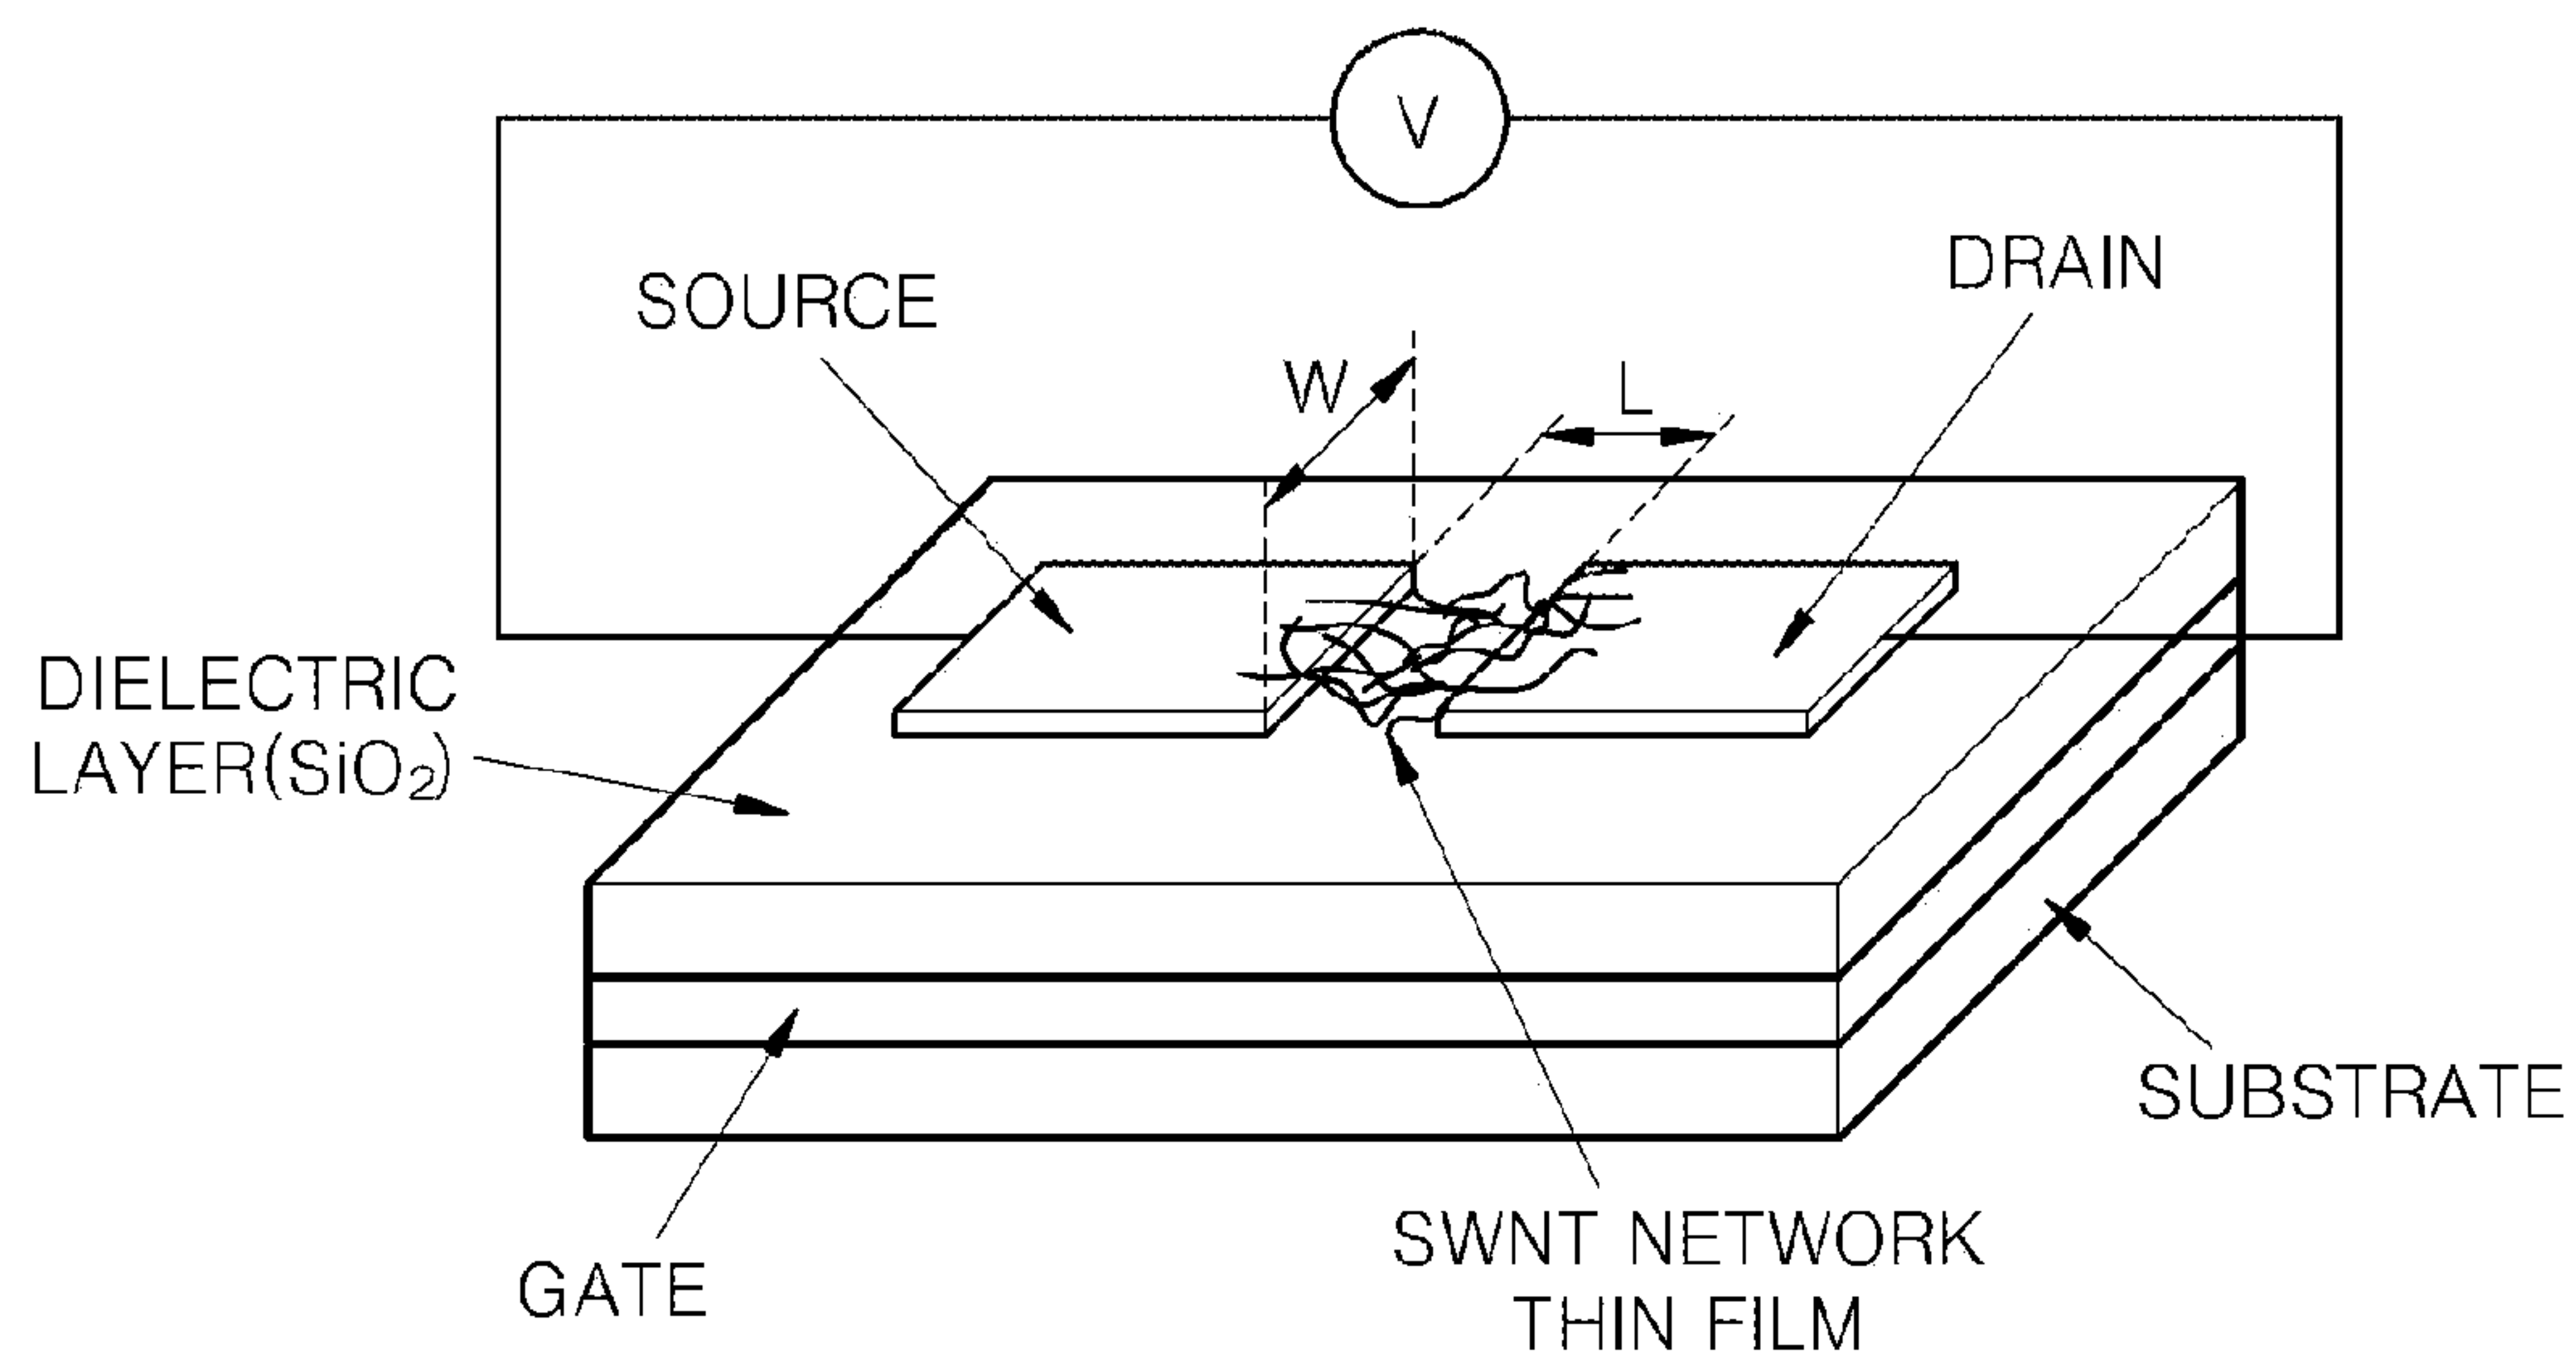 V
DRAIN
SOURCE
W
L
DIELECTRIC
LAYER(SiO₂)
SUBSTRATE
SWNT NETWORK
THIN FILM
GATE